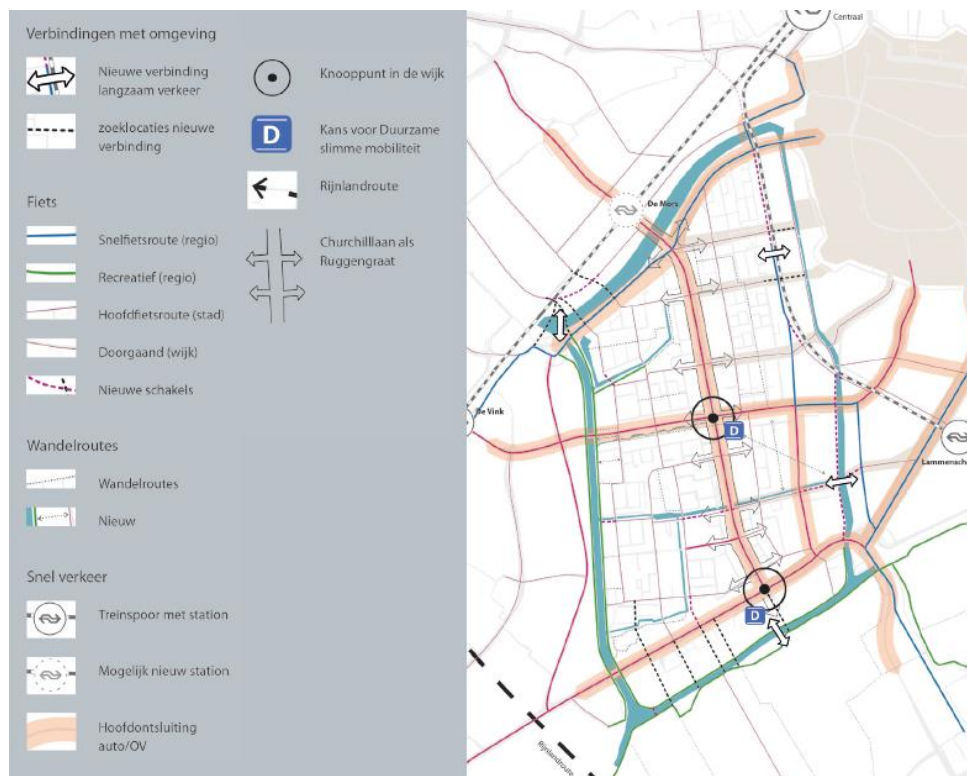 Verbindingen met omgeving
Nieuwe verbinding
langzaam verkeer
zoeklocaties nieuwe
verbinding
Fiets
Snelfietsroute (regio)
Recreatief (regio)
Hoofdfietsroute (stad)
Doorgaand (wijk)
Nieuwe schakels
Wandelroutes
Wandelroutes
Nieuw
Snel verkeer
Treinspoor met station
Mogelijk nieuw station
Hoofdontsluiting
auto/OV
Knooppunt in de wijk
D
Kans voor Duurzame
slimme mobiliteit
Rijnlandroute
Churchilllaan als
Ruggengraat
Centraal
De Mors
De Vink
D
Lammensch
D
Rijnlandroute